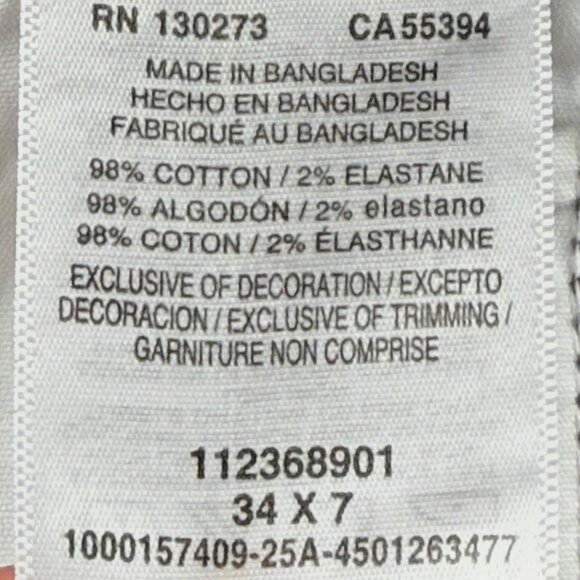 RN 130273 CA 55394
MADE IN BANGLADESH
HECHO EN BANGLADESH
FABRIQUÉ AU BANGLADESH
98% COTTON / 2% ELASTANE
98% ALGODÓN / 2% elastano
98% COTON / 2% ÉLASTHANNE
EXCLUSIVE OF DECORATION / EXCEPTO
DECORACION / EXCLUSIVE OF TRIMMING /
GARNITURE NON COMPRISE
112368901
34 X 7
1000157409-25A-4501263477